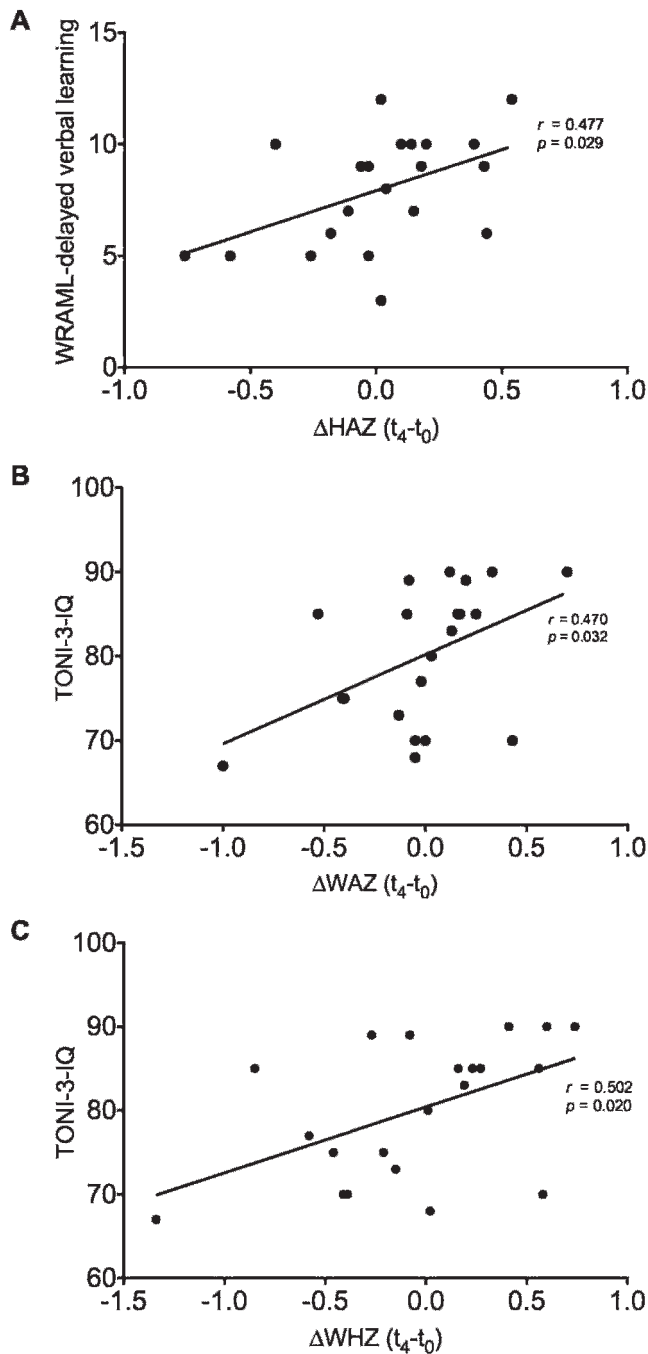 A
WRAML-delayed verbal learning
15
10
5
0
r = 0.477
p = 0.029
-1.0
-0.5
0.0
0.5
1.0
ΔHAZ (t4-t0)
B
TONI-3-IQ
100
90
80
70
60
r = 0.470
p = 0.032
-1.5
-1.0
-0.5
0.0
0.5
1.0
ΔWAZ (t4-t0)
C
TONI-3-IQ
100
90
80
70
60
r = 0.502
p = 0.020
-1.5
-1.0
-0.5
0.0
0.5
1.0
ΔWHZ (t4-t0)